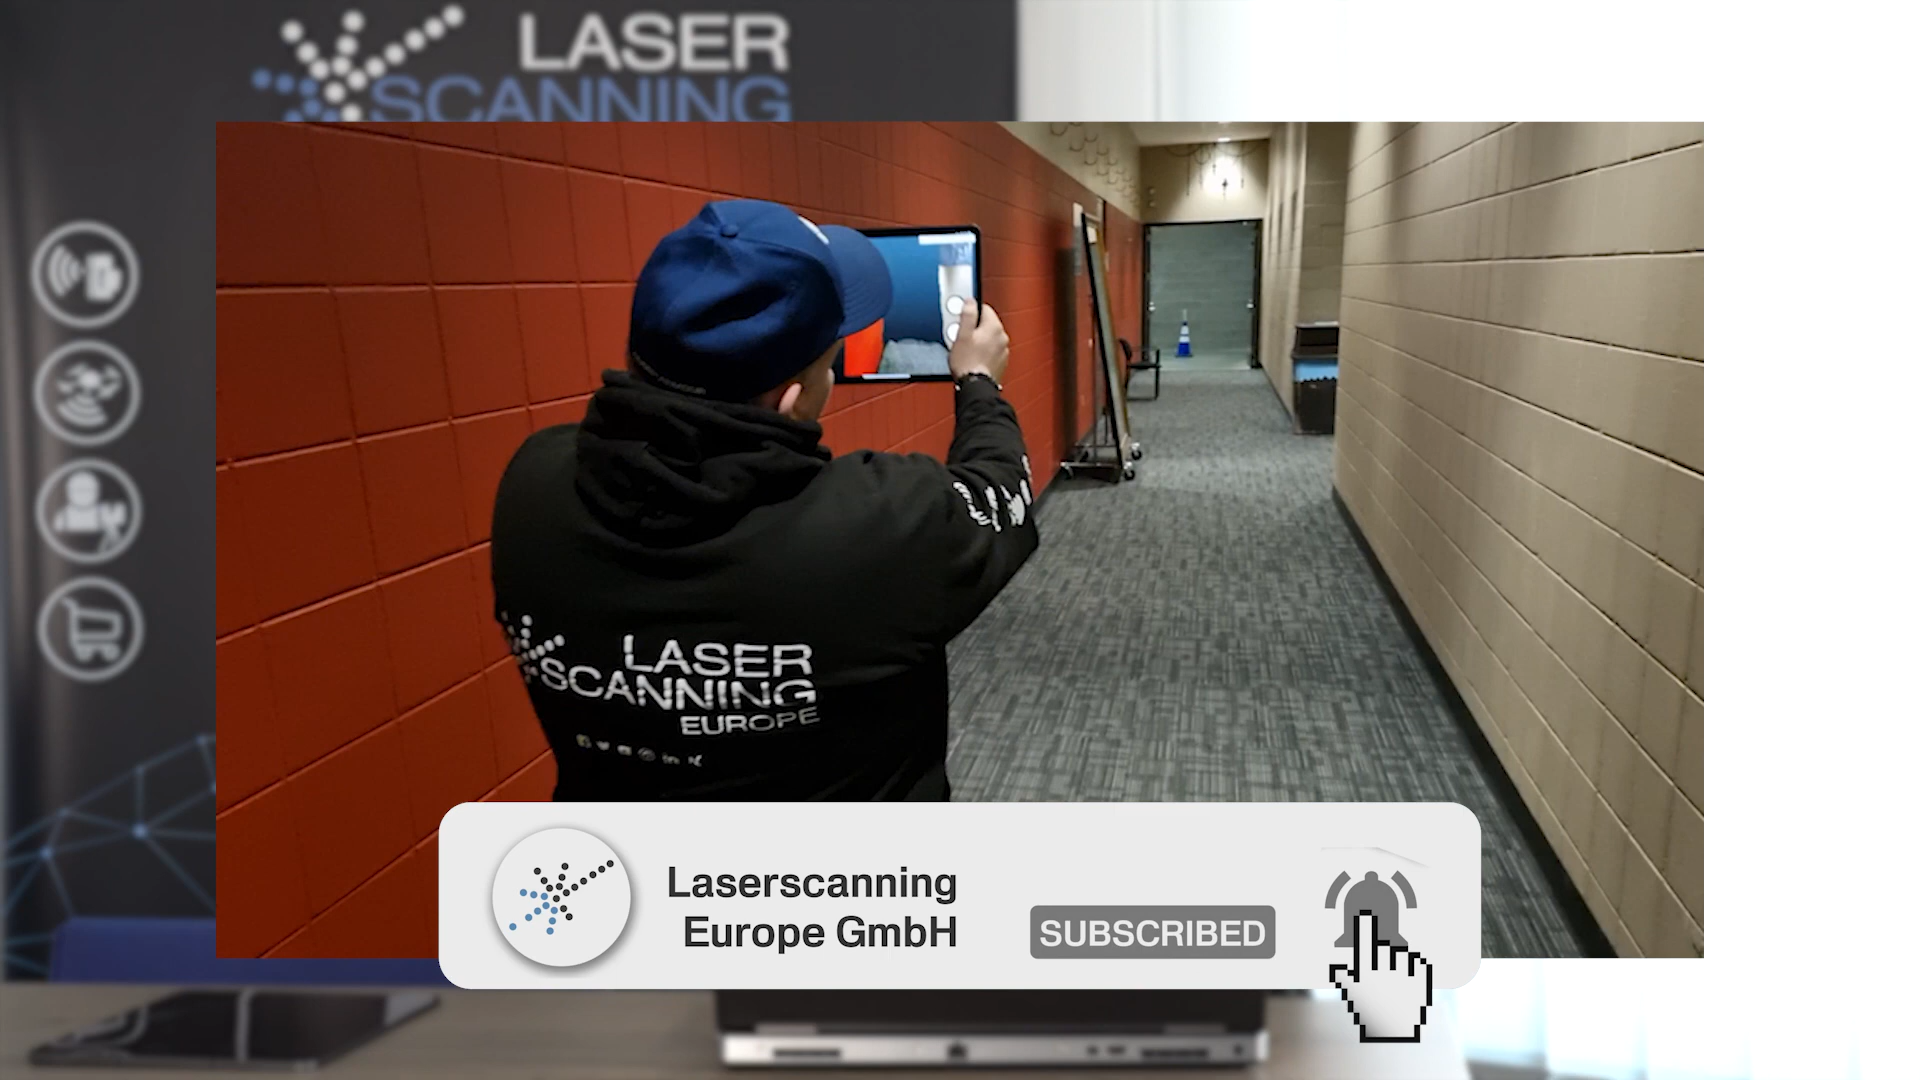 LASER
SCANNING
LASER
SCANNING
EUROPE
Laserscanning
Europe GmbH
SUBSCRIBED